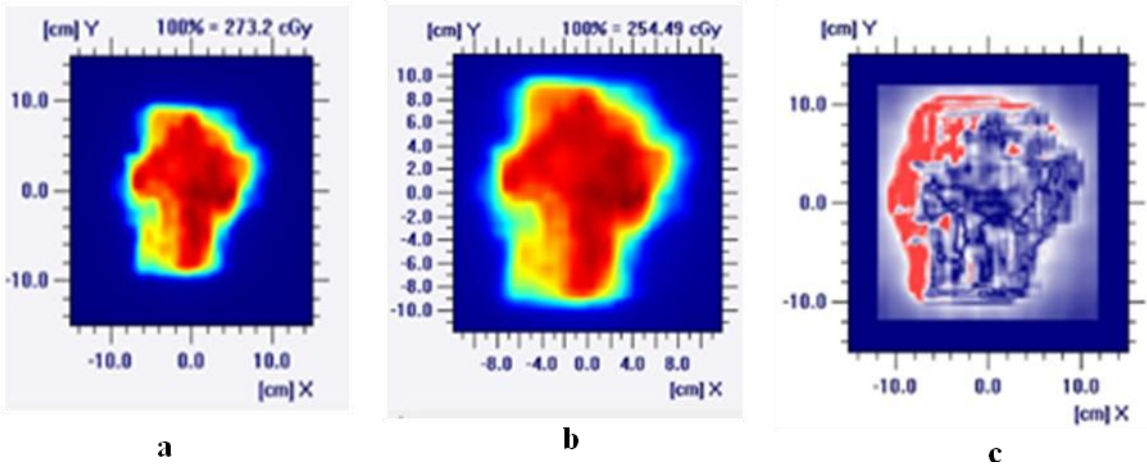 [cm] Y 100% = 273.2 cGy
10.0
0.0
-10.0
-10.0 0.0 10.0
[cm] X
a
[cm] Y 100% = 254.49 cGy
10.0
8.0
6.0
4.0
2.0
0.0
-2.0
-4.0
-6.0
-8.0
-10.0
-8.0 -4.0 0.0 4.0 8.0
[cm] X
b
[cm] Y
10.0
0.0
-10.0
-10.0 0.0 10.0
[cm] X
c